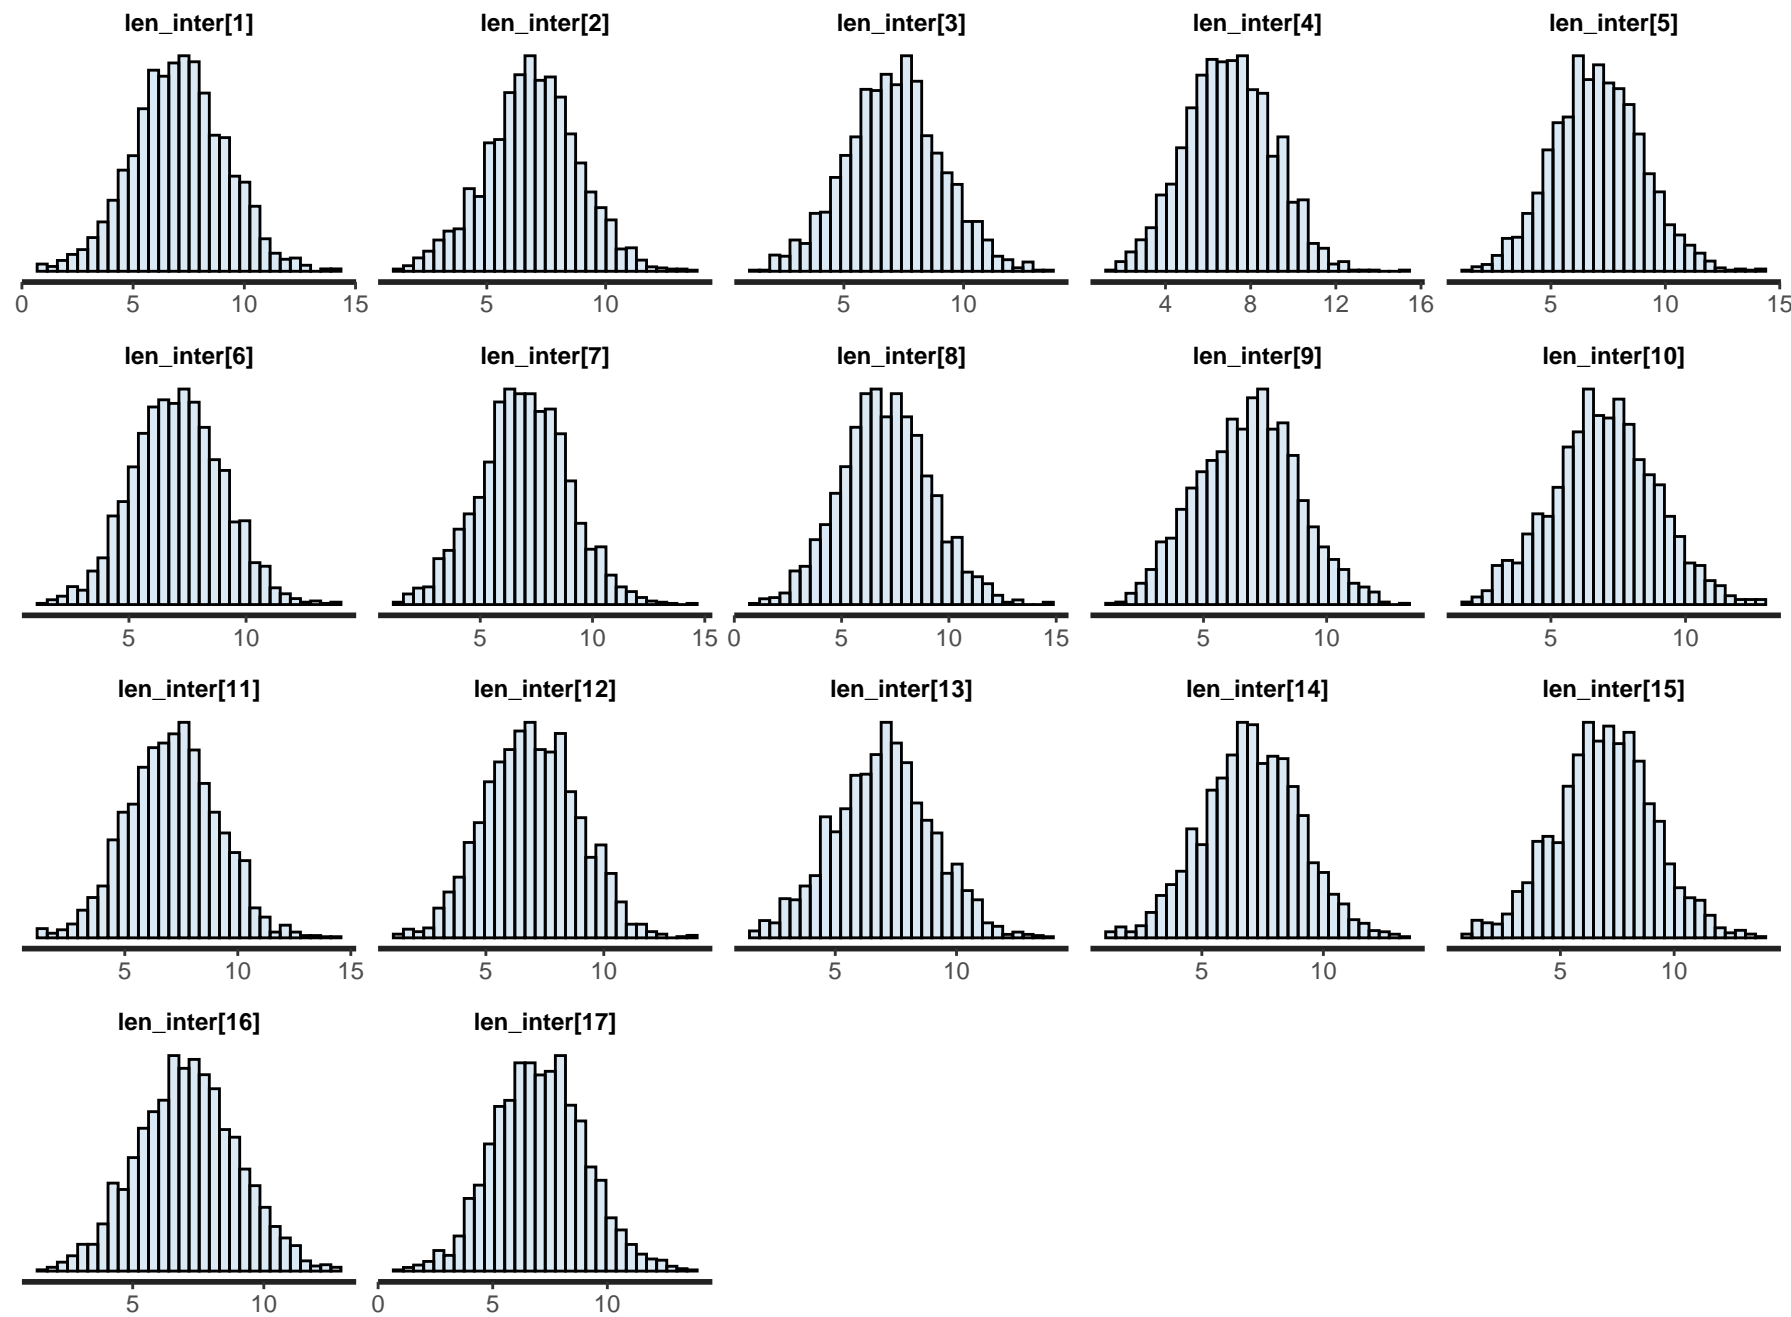 len_inter[1] len_inter[2] len_inter[3] len_inter[4] len_inter[5]
0 5 10 15 5 10 5 10 4 8 12 16 5 10 15
len_inter[6] len_inter[7] len_inter[8] len_inter[9] len_inter[10]
5 10 5 10 15 0 5 10 15 5 10 5 10
len_inter[11] len_inter[12] len_inter[13] len_inter[14] len_inter[15]
5 10 15 5 10 5 10 5 10 5 10
len_inter[16] len_inter[17]
5 10 0 5 10